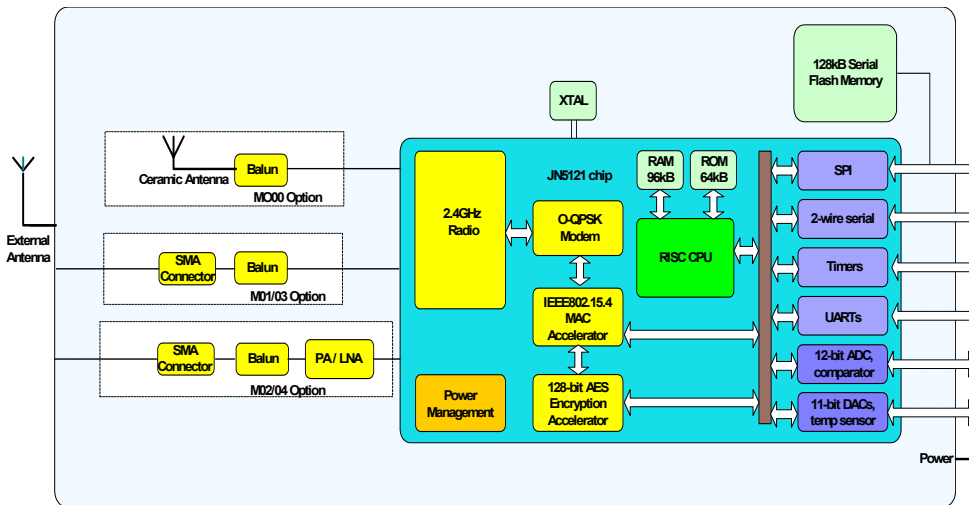 128kB Serial
Flash Memory
XTAL
Balun
Ceramic Antenna
MO00 Option
External
Antenna
SMA
Connector
Balun
M01/03 Option
SMA
Connector
Balun
PA / LNA
M02/04 Option
JN5121 chip
2.4GHz
Radio
Power
Management
O-QPSK
Modem
IEEE802.15.4
MAC
Accelerator
128-bit AES
Encryption
Accelerator
RAM
96kB
ROM
64kB
RISC CPU
SPI
2-wire serial
Timers
UARTs
12-bit ADC,
comparator
11-bit DACs,
temp sensor
Power